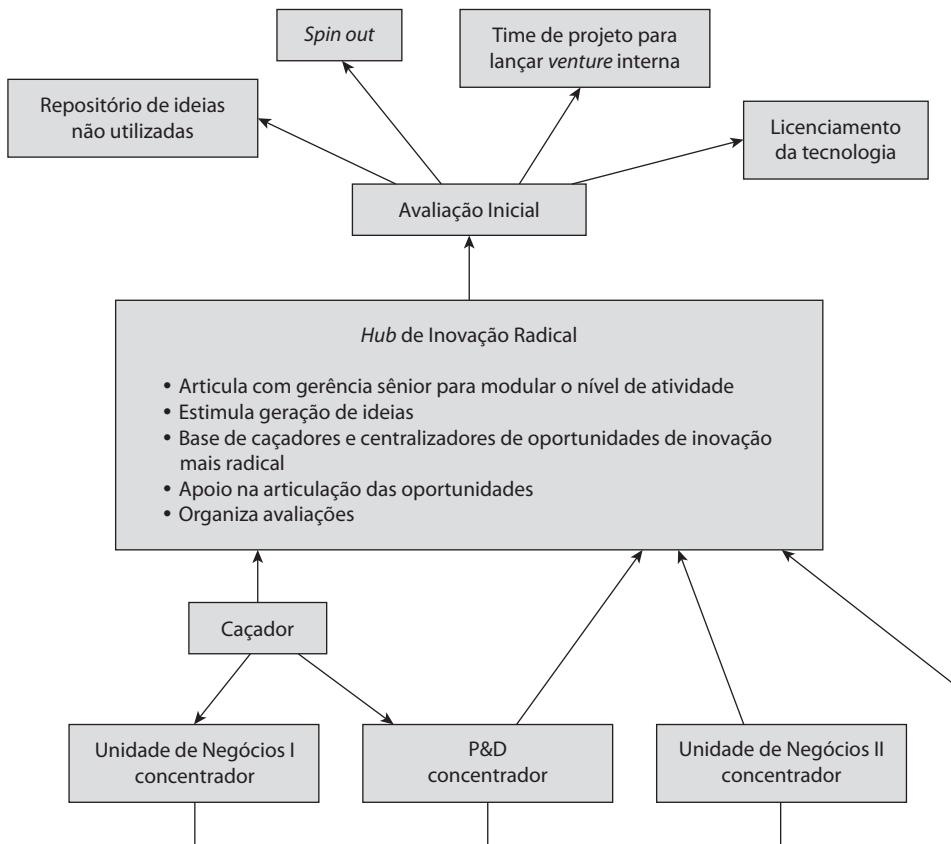 Spin out
Time de projeto para
lançar venture interna
Repositório de ideias
não utilizadas
Licenciamento
da tecnologia
Avaliação Inicial
Hub de Inovação Radical
• Articula com gerência sênior para modular o nível de atividade
• Estimula geração de ideias
• Base de caçadores e centralizadores de oportunidades de inovação
mais radical
• Apoio na articulação das oportunidades
• Organiza avaliações
Caçador
Unidade de Negócios I
concentrador
P&D
concentrador
Unidade de Negócios II
concentrador